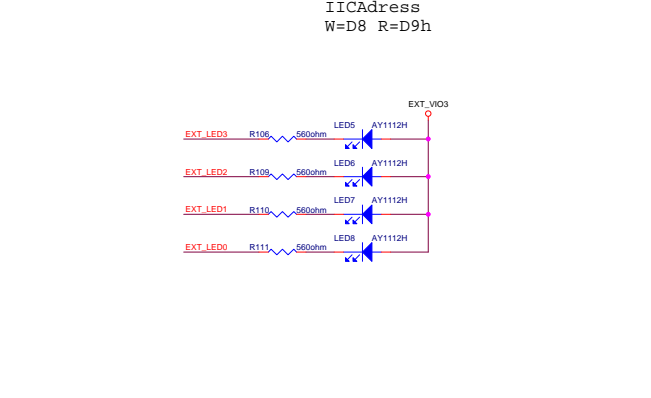 IICAdress
W=D8 R=D9h
EXT_VIO3
LED5 AY1112H
EXT_LED3 R106 560ohm
LED6 AY1112H
EXT_LED2 R109 560ohm
LED7 AY1112H
EXT_LED1 R110 560ohm
LED8 AY1112H
EXT_LED0 R111 560ohm